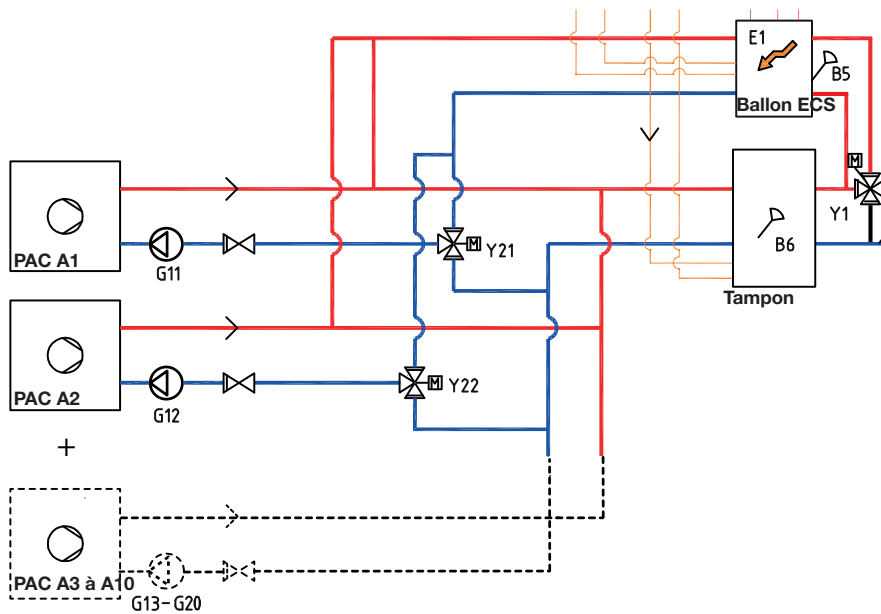 E1
B5
Ballon ECS
M
Y1
PAC A1
G11
M
Y21
B6
Tampon
PAC A2
G12
M
Y22
+
PAC A3 à A10
G13-G20